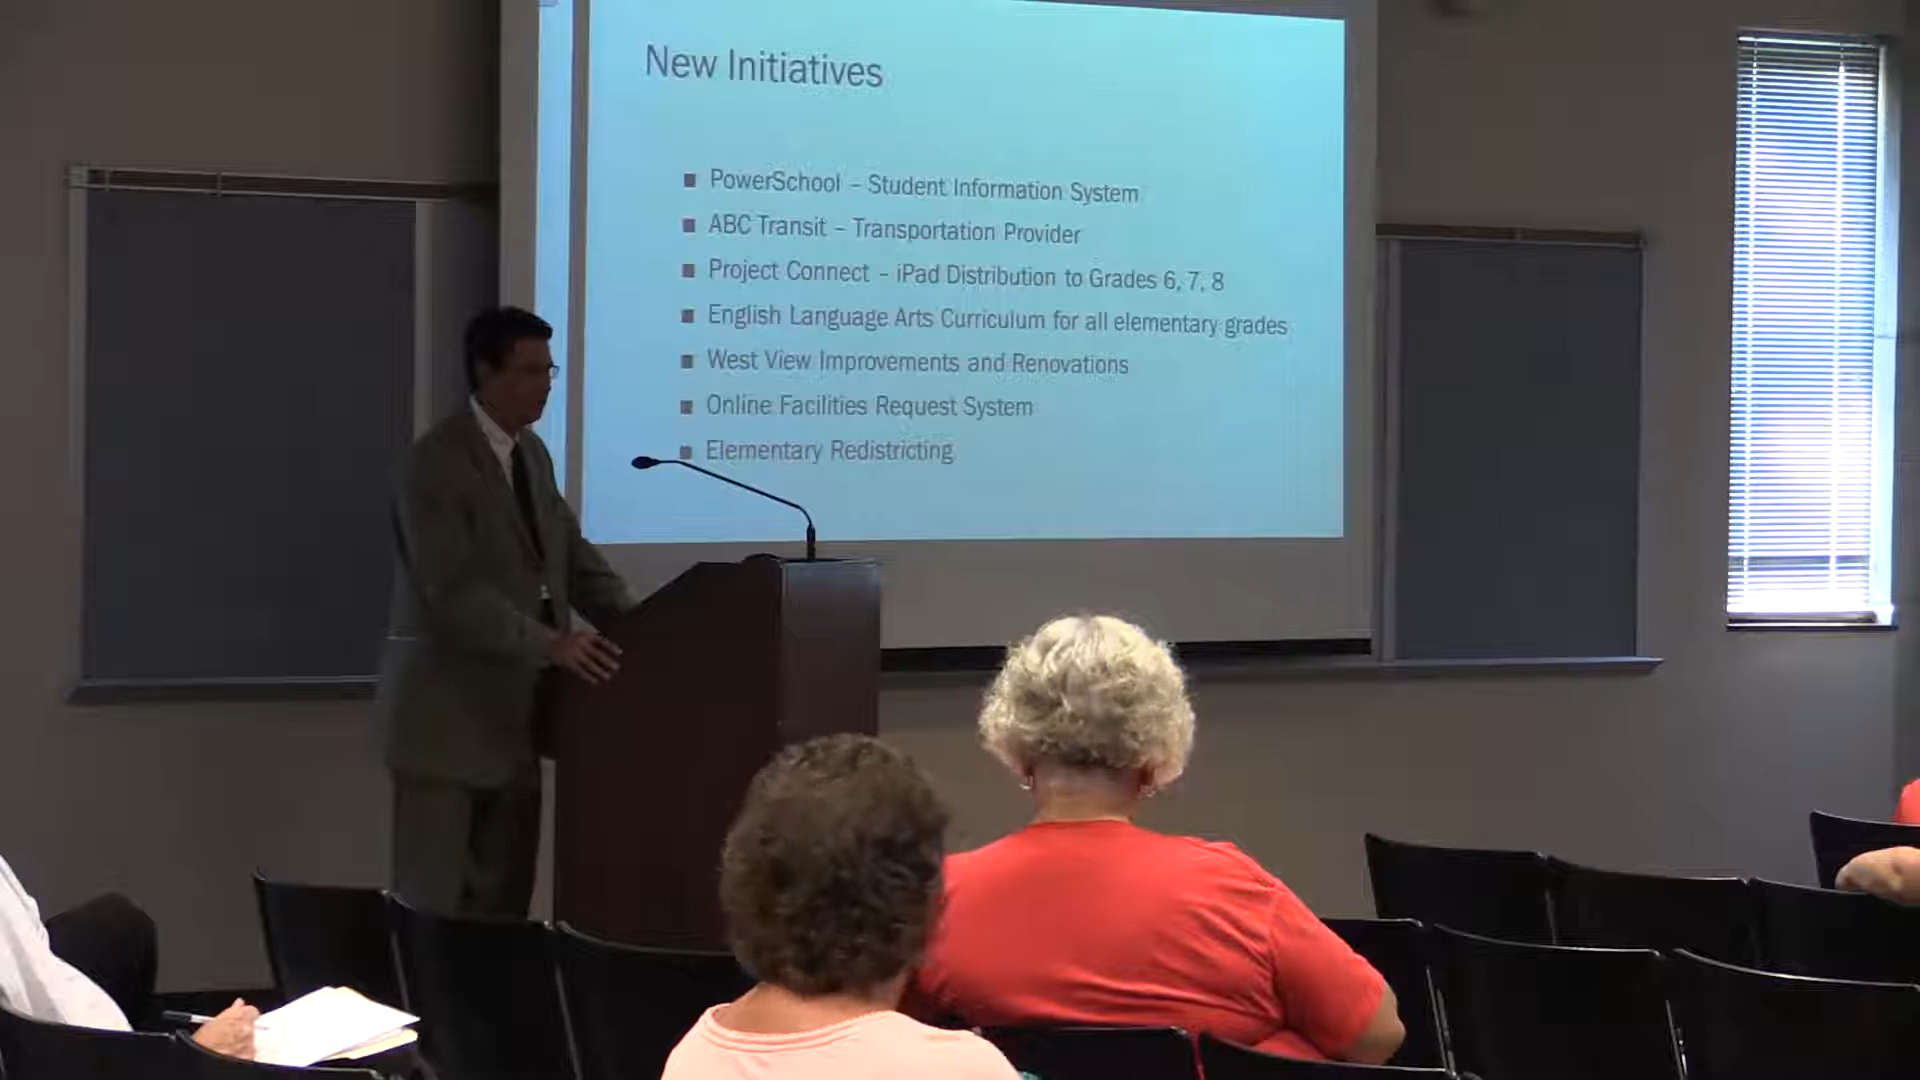 New Initiatives
PowerSchool – Student Information System
ABC Transit – Transportation Provider
Project Connect – iPad Distribution to Grades 6, 7, 8
English Language Arts Curriculum for all elementary grades
West View Improvements and Renovations
Online Facilities Request System
Elementary Redistricting